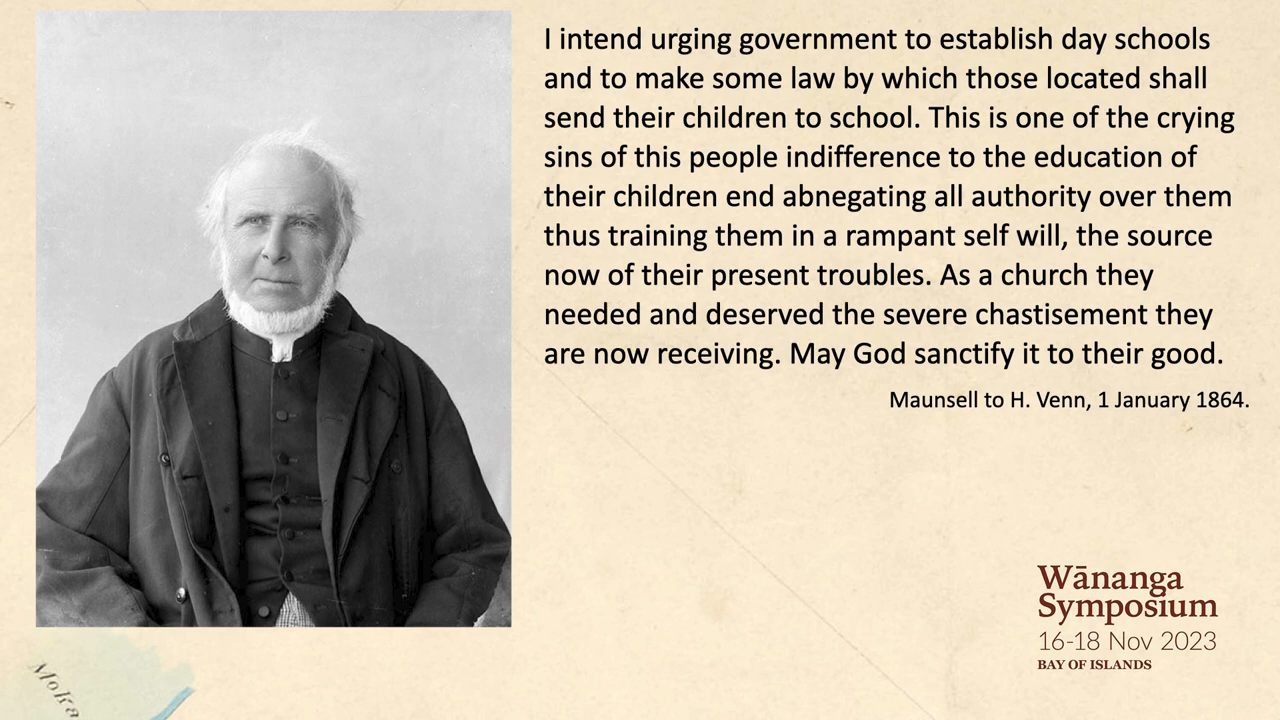 I intend urging government to establish day schools
and to make some law by which those located shall
send their children to school. This is one of the crying
sins of this people indifference to the education of
their children end abnegating all authority over them
thus training them in a rampant self will, the source
now of their present troubles. As a church they
needed and deserved the severe chastisement they
are now receiving. May God sanctify it to their good.
Maunsell to H. Venn, 1 January 1864.
Wānanga
Symposium
16-18 Nov 2023
BAY OF ISLANDS
Moka